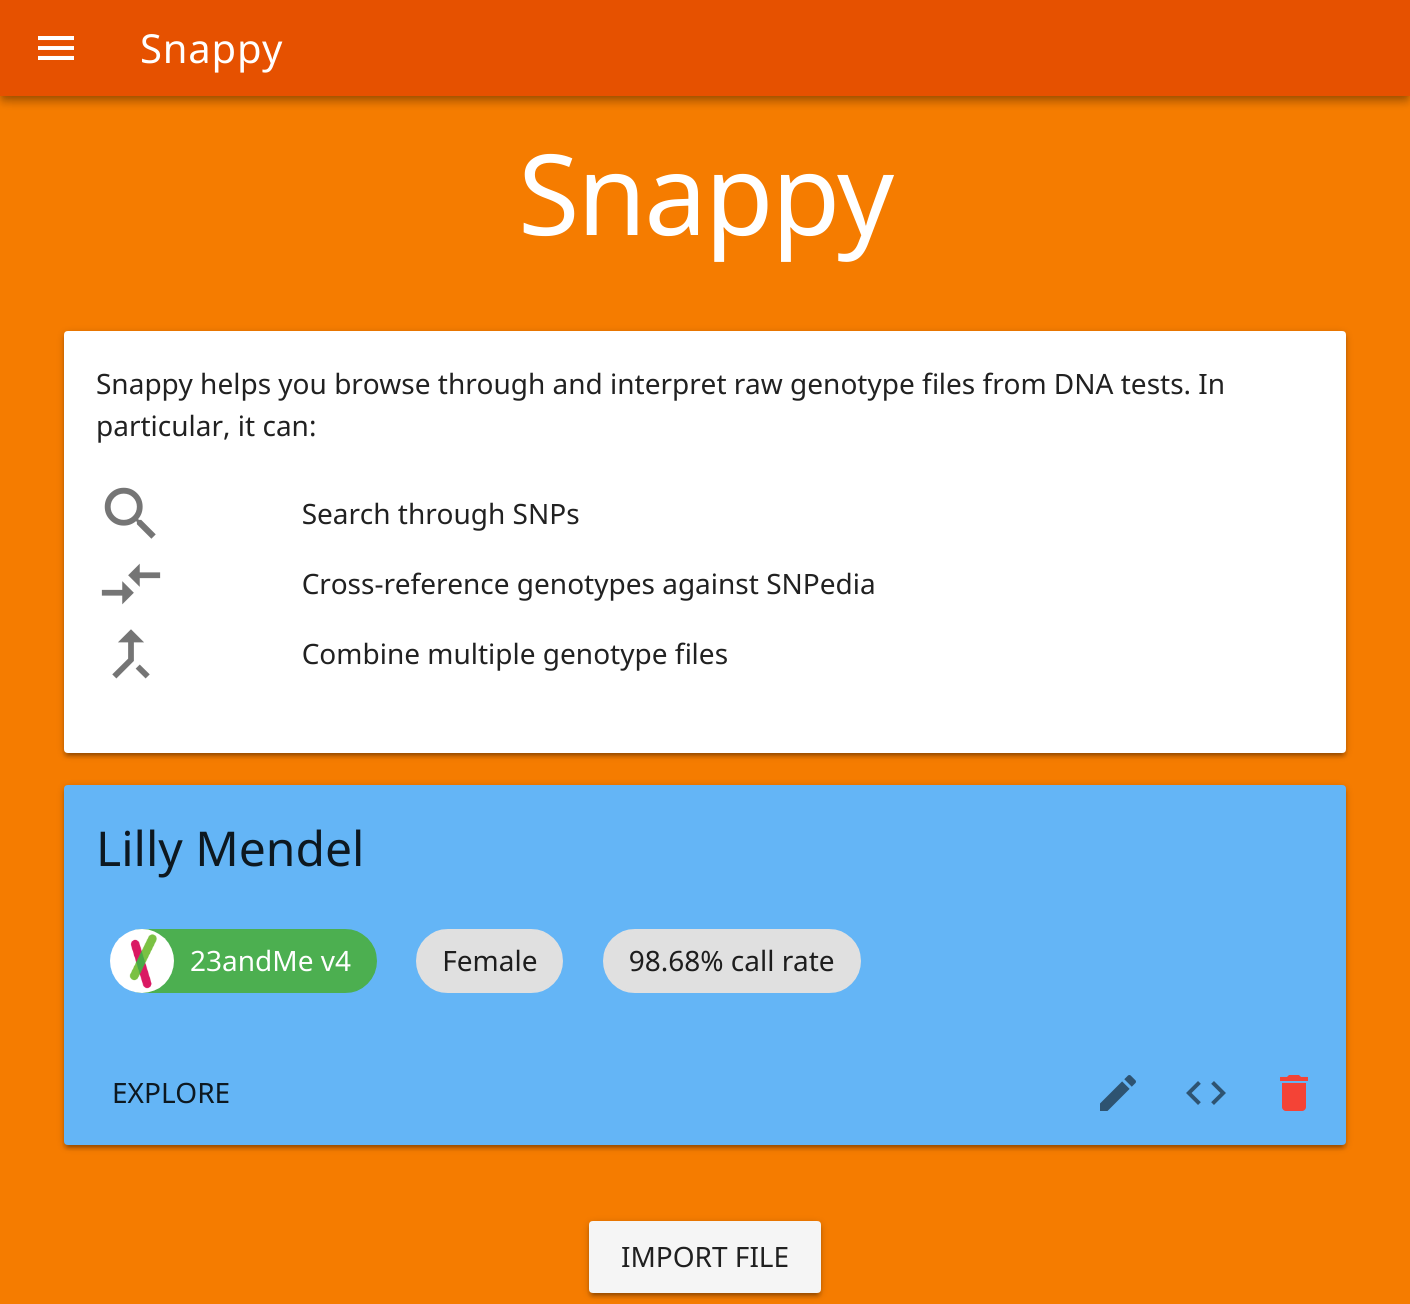 Snappy
Snappy
Snappy helps you browse through and interpret raw genotype files from DNA tests. In
particular, it can:
Search through SNPs
Cross-reference genotypes against SNPedia
Combine multiple genotype files
Lilly Mendel
23andMe v4
Female
98.68% call rate
EXPLORE
IMPORT FILE